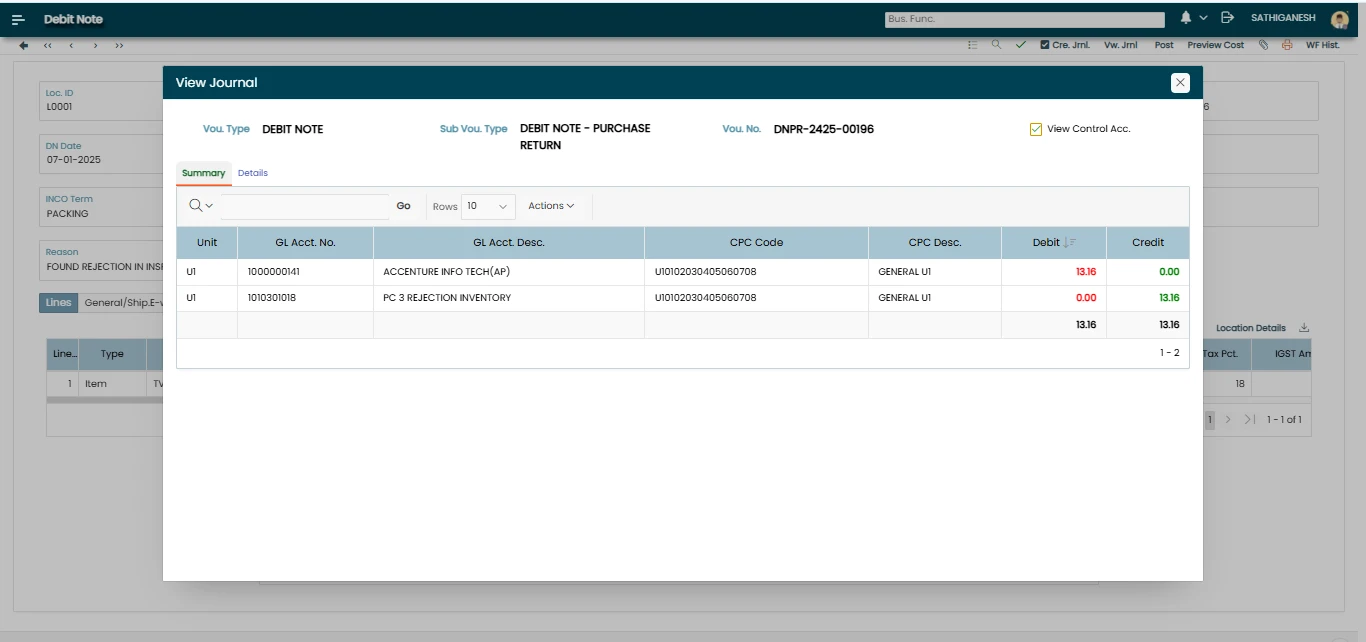 Debit Note
Bus. Func.
SATHIGANESH
Cre. Jrnl. Vw. Jrnl Post Preview Cost WF Hist.
View Journal
Loc. ID
L0001
6
Vou. Type DEBIT NOTE Sub Vou. Type DEBIT NOTE - PURCHASE RETURN Vou. No. DNPR-2425-00196 View Control Acc.
DN Date
07-01-2025
Summary Details
INCO Term
PACKING
Go Rows 10 Actions
Unit GL Acct. No. GL Acct. Desc. CPC Code CPC Desc. Debit Credit
U1 1000000141 ACCENTURE INFO TECH(AP) U10102030405060708 GENERAL U1 13.16 0.00
U1 1010301018 PC 3 REJECTION INVENTORY U10102030405060708 GENERAL U1 0.00 13.16
13.16 13.16
1 - 2
Reason
FOUND REJECTION IN INSP
Lines General/Ship.E-w
Location Details
Line... Type Tax Pct. IGST Am
1 Item TV 18
1 1 - 1 of 1